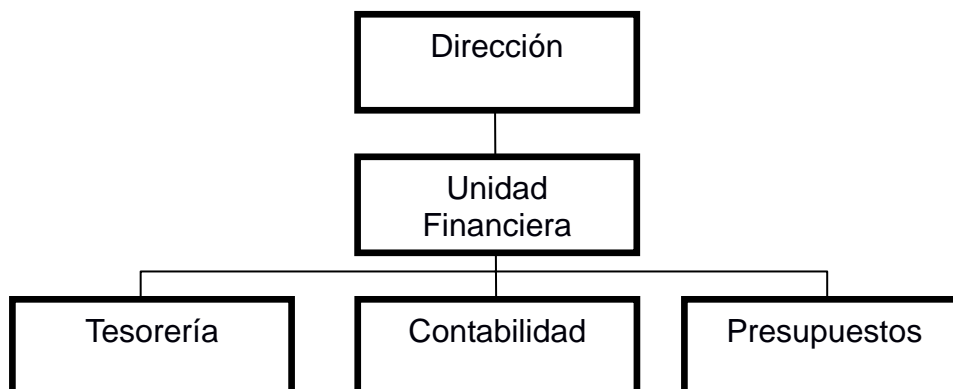 Dirección
Unidad
Financiera
Tesorería
Contabilidad
Presupuestos